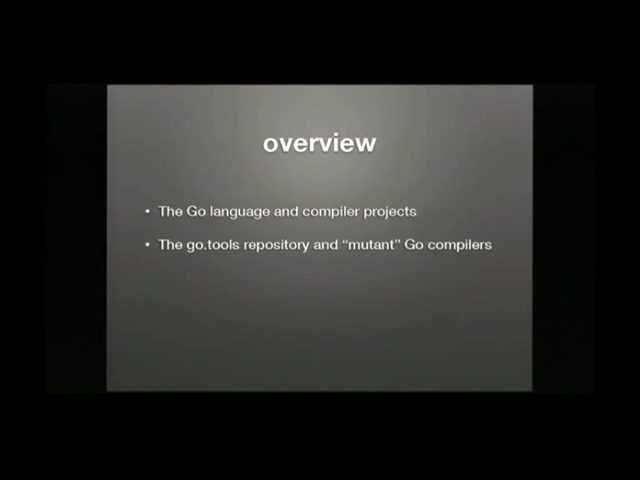 overview
• The Go language and compiler projects
• The go.tools repository and “mutant” Go compilers